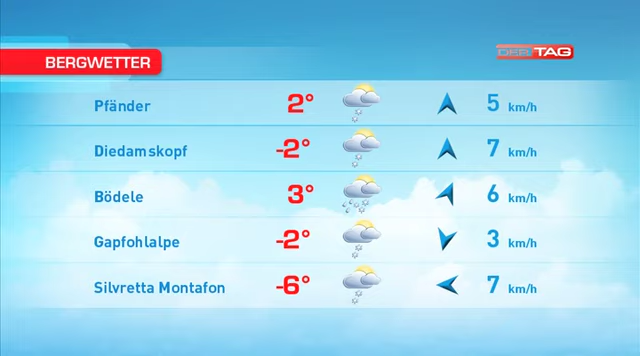 DER TAG
BERGWETTER
Pfänder 2° 5 km/h
Diedamskopf -2° 7 km/h
Bödele 3° 6 km/h
Gapfohlalpe -2° 3 km/h
Silvretta Montafon -6° 7 km/h